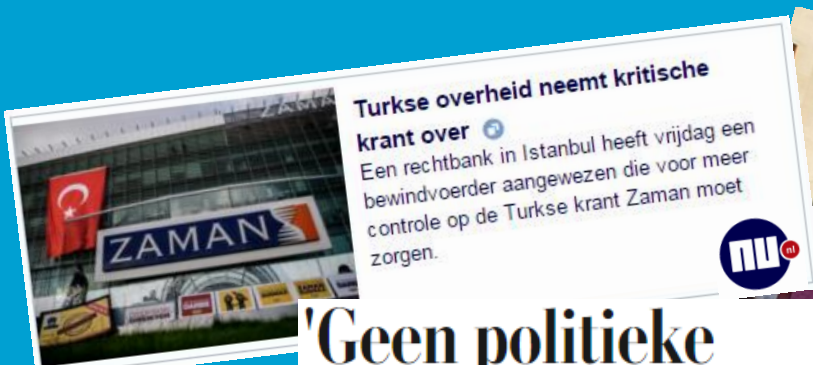 Turkse overheid neemt kritische
krant over
Een rechtbank in Istanbul heeft vrijdag een
bewindvoerder aangewezen die voor meer
controle op de Turkse krant Zaman moet
zorgen.
ZAMAN
ZAMAN
nu
nl
'Geen politieke